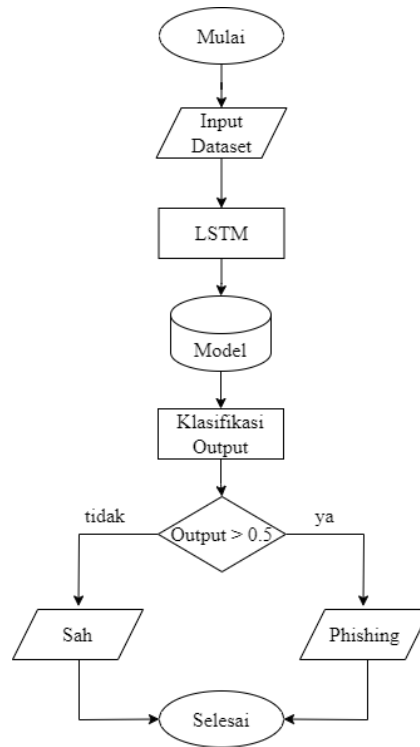 Mulai
Input
Dataset
LSTM
Model
Klasifikasi
Output
tidak
Output > 0.5
ya
Sah
Phishing
Selesai